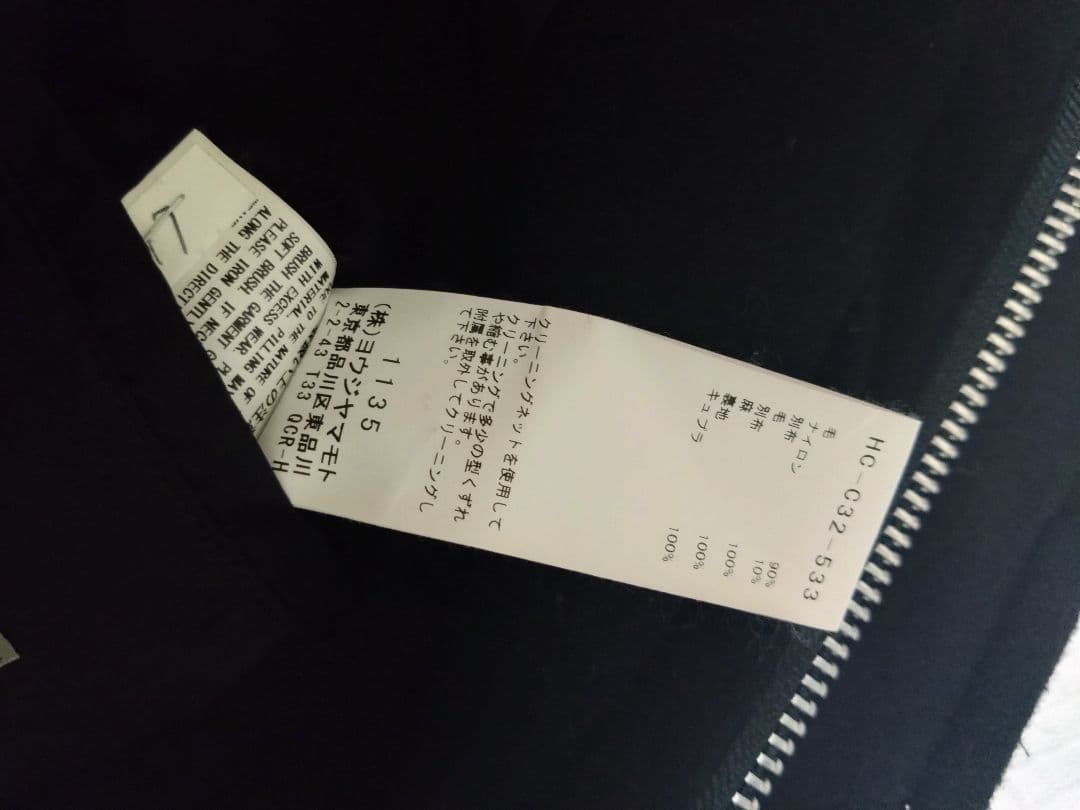 HC-C32-533
毛 90%
ナイロン 10%
別布
毛 100%
別布
麻 100%
裏地
キュプラ 100%
クリーニングネットを使用して
下さい。
クリーニングで多少の型くずれ
や縮む事があります。
附属を取外してクリーニングし
て下さい。
1135
(株)ヨウジヤマモト
東京都品川区東品川
2-2-43 T33 QCR-H
TO THE NATURE OF
MATERIAL, PILLING
WITH EXCESS WEAR
BRUSH THE GARMENT
SOFT BRUSH. IF
PLEASE IRON
ALONG THE